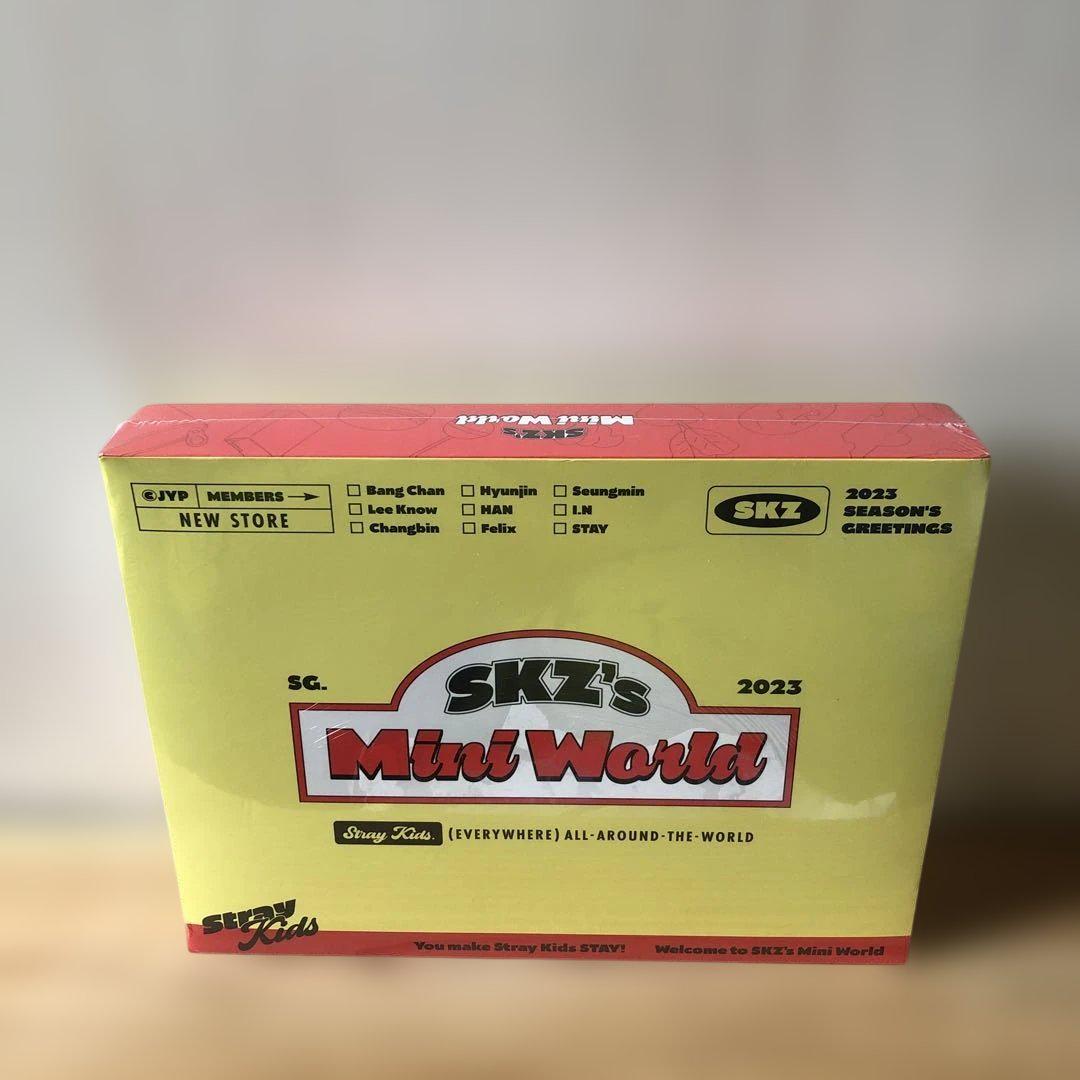 SKZ's
Mini World
©JYP MEMBERS →
NEW STORE
☐ Bang Chan ☐ Hyunjin ☐ Seungmin
☐ Lee Know ☐ HAN ☐ I.N
☐ Changbin ☐ Felix ☐ STAY
SKZ
2023
SEASON'S
GREETINGS
SG.
SKZ's
2023
Mini World
Stray Kids. (EVERYWHERE) ALL-AROUND-THE-WORLD
Stray
Kids
You make Stray Kids STAY! Welcome to SKZ's Mini World